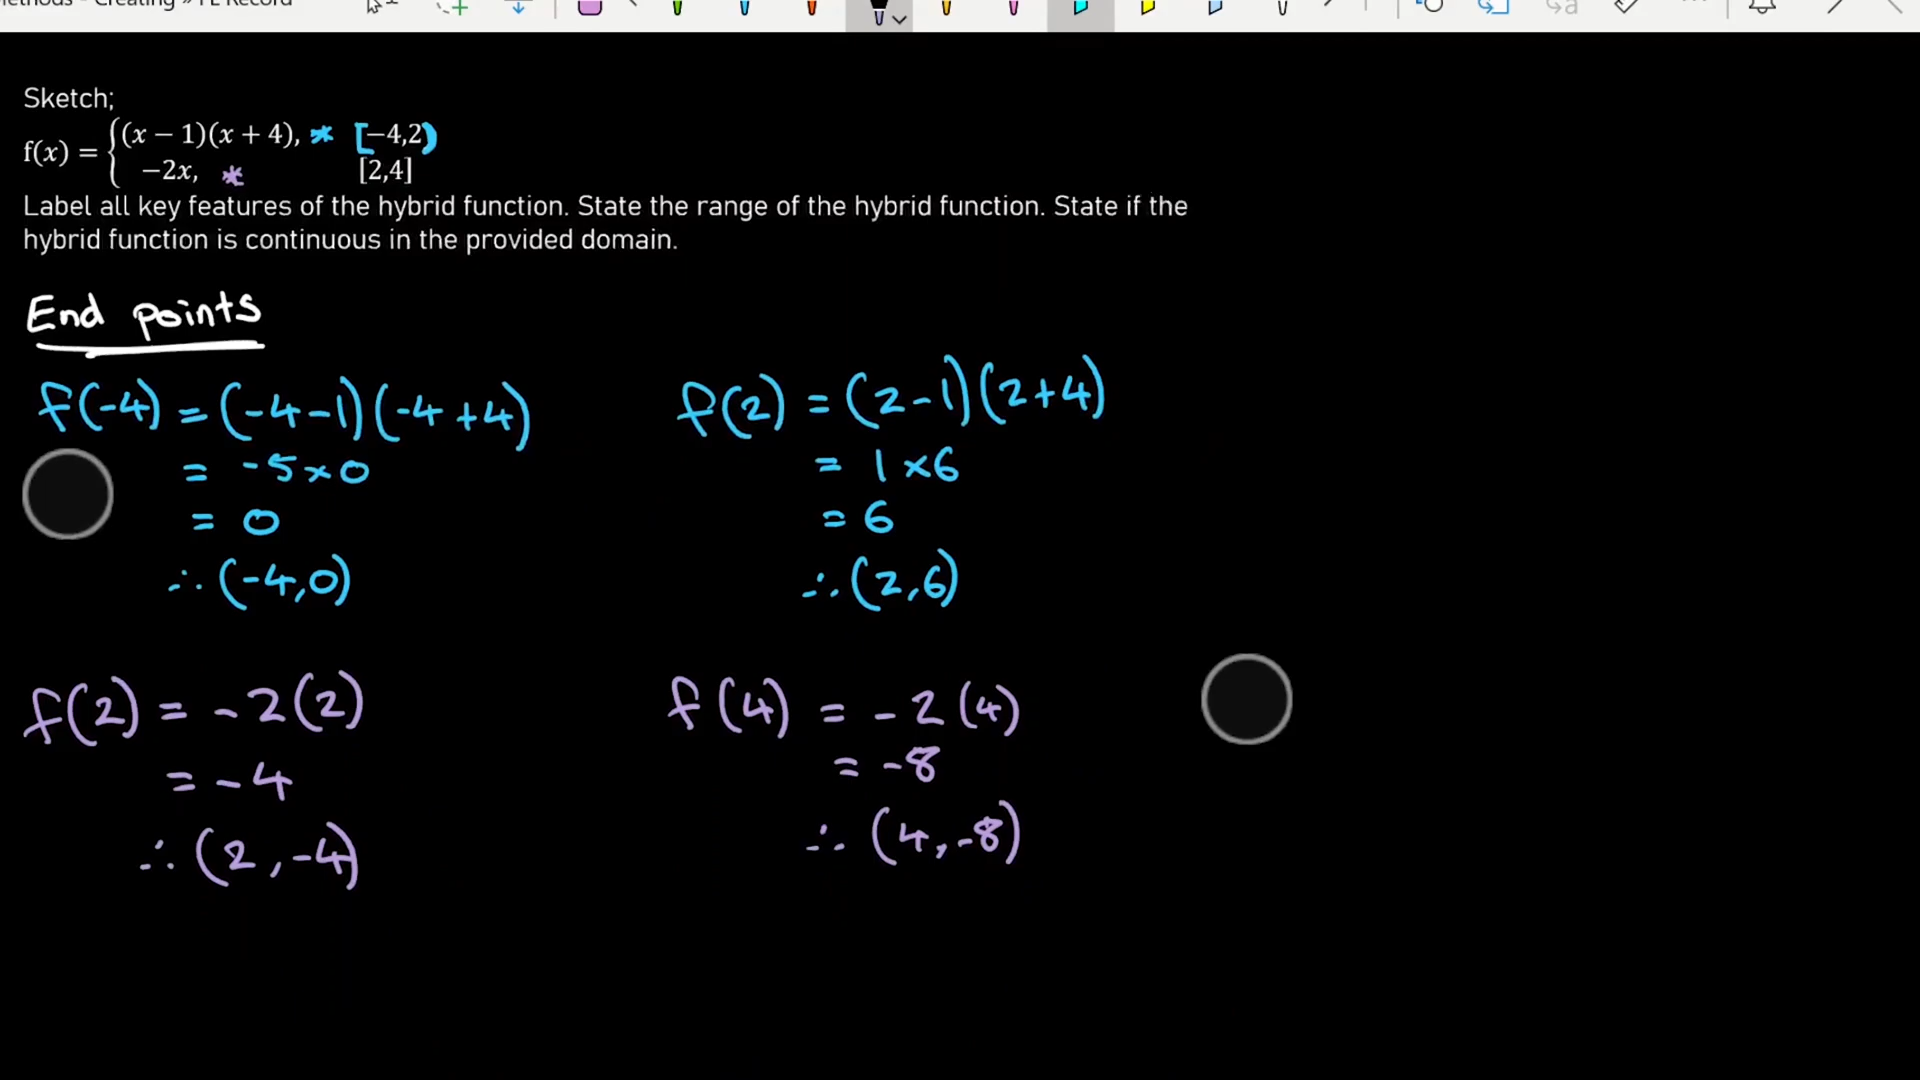 Sketch;
f(x) = {(x − 1)(x + 4), * [−4,2)
−2x, * [2,4]
Label all key features of the hybrid function. State the range of the hybrid function. State if the
hybrid function is continuous in the provided domain.
End points
f(-4) = (-4-1)(-4+4)
= -5×0
= 0
∴ (-4,0)
f(2) = (2-1)(2+4)
= 1×6
= 6
∴ (2,6)
f(2) = -2(2)
= -4
∴ (2,-4)
f(4) = -2(4)
= -8
∴ (4,-8)